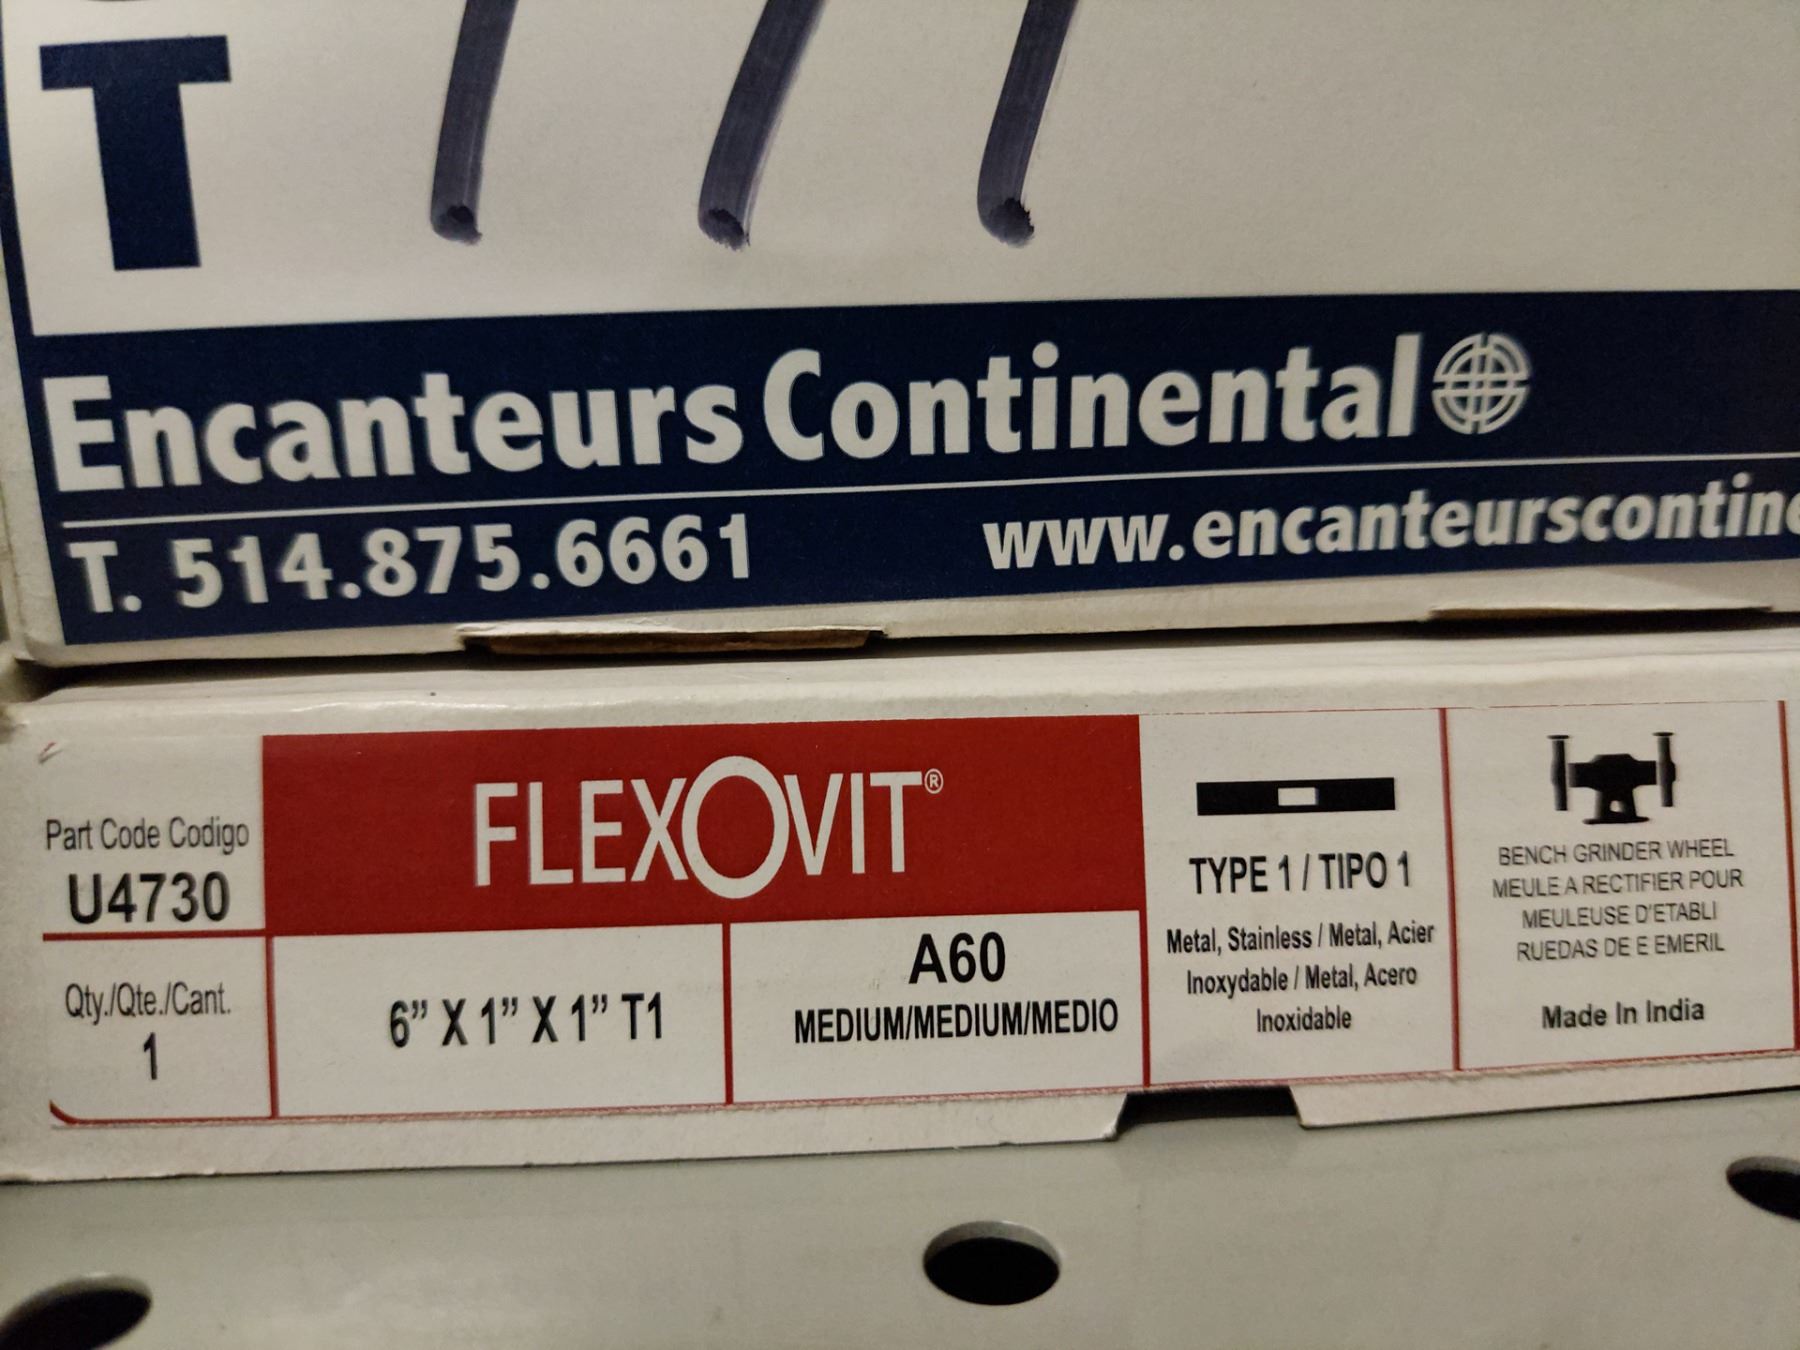 T
Encanteurs Continental
T. 514.875.6661 www.encanteurscontin
Part Code Codigo
U4730
Qty./Qte./Cant.
1
FLEXOVIT®
6" X 1" X 1" T1
A60
MEDIUM/MEDIUM/MEDIO
TYPE 1 / TIPO 1
Metal, Stainless / Metal, Acier
Inoxydable / Metal, Acero
Inoxidable
BENCH GRINDER WHEEL
MEULE A RECTIFIER POUR
MEULEUSE D'ETABLI
RUEDAS DE E EMERIL
Made In India